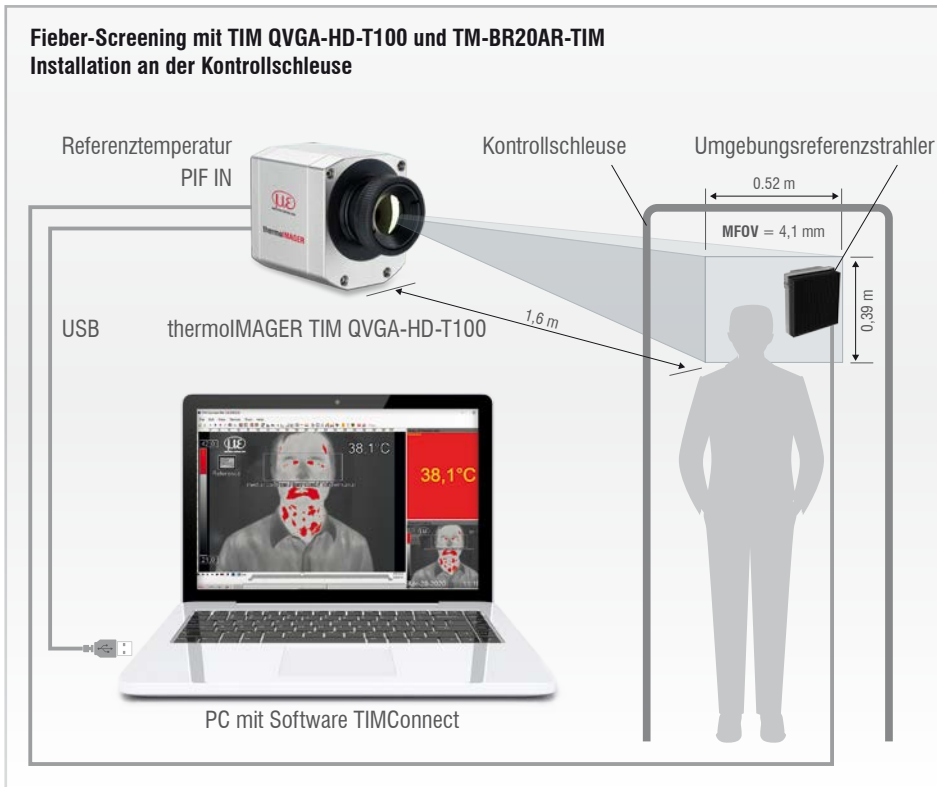 Fieber-Screening mit TIM QVGA-HD-T100 und TM-BR20AR-TIM
Installation an der Kontrollschleuse
Referenztemperatur
PIF IN
Kontrollschleuse
Umgebungsreferenzstrahler
0.52 m
MFOV = 4,1 mm
0,39 m
thermoIMAGER
1,6 m
USB
thermoIMAGER TIM QVGA-HD-T100
38,1°C
38,1°C
PC mit Software TIMConnect